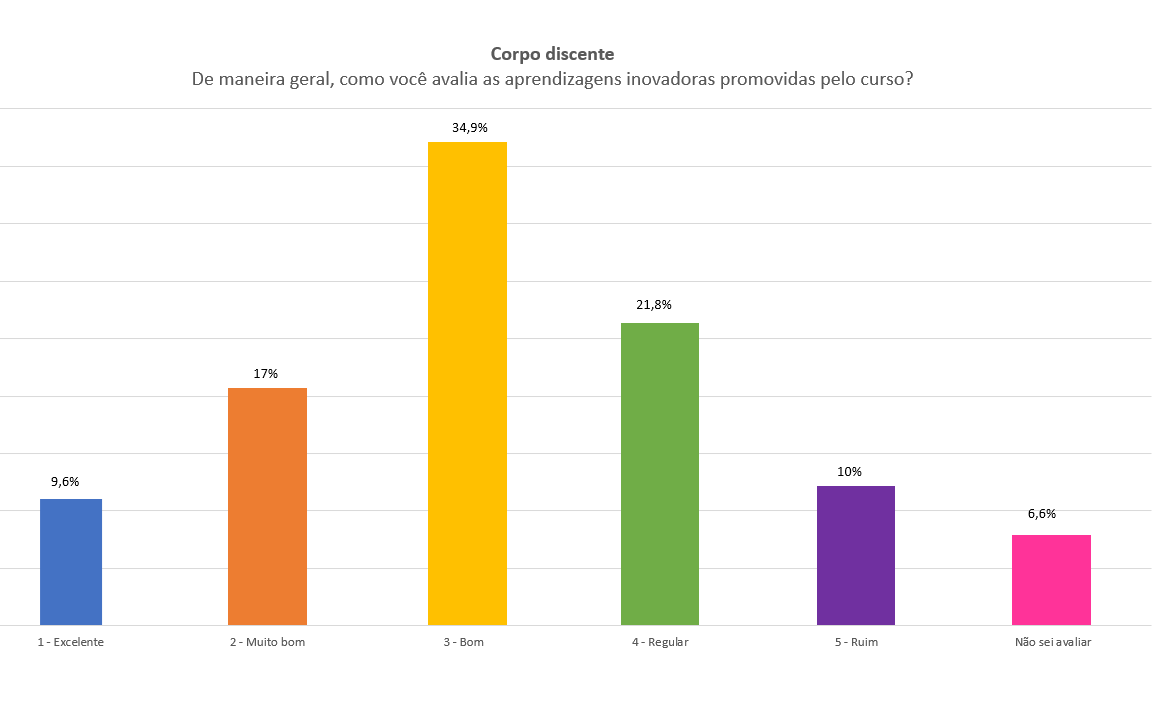 Corpo discente
De maneira geral, como você avalia as aprendizagens inovadoras promovidas pelo curso?
34,9%
21,8%
17%
10%
9,6%
6,6%
1 - Excelente
2 - Muito bom
3 - Bom
4 - Regular
5 - Ruim
Não sei avaliar